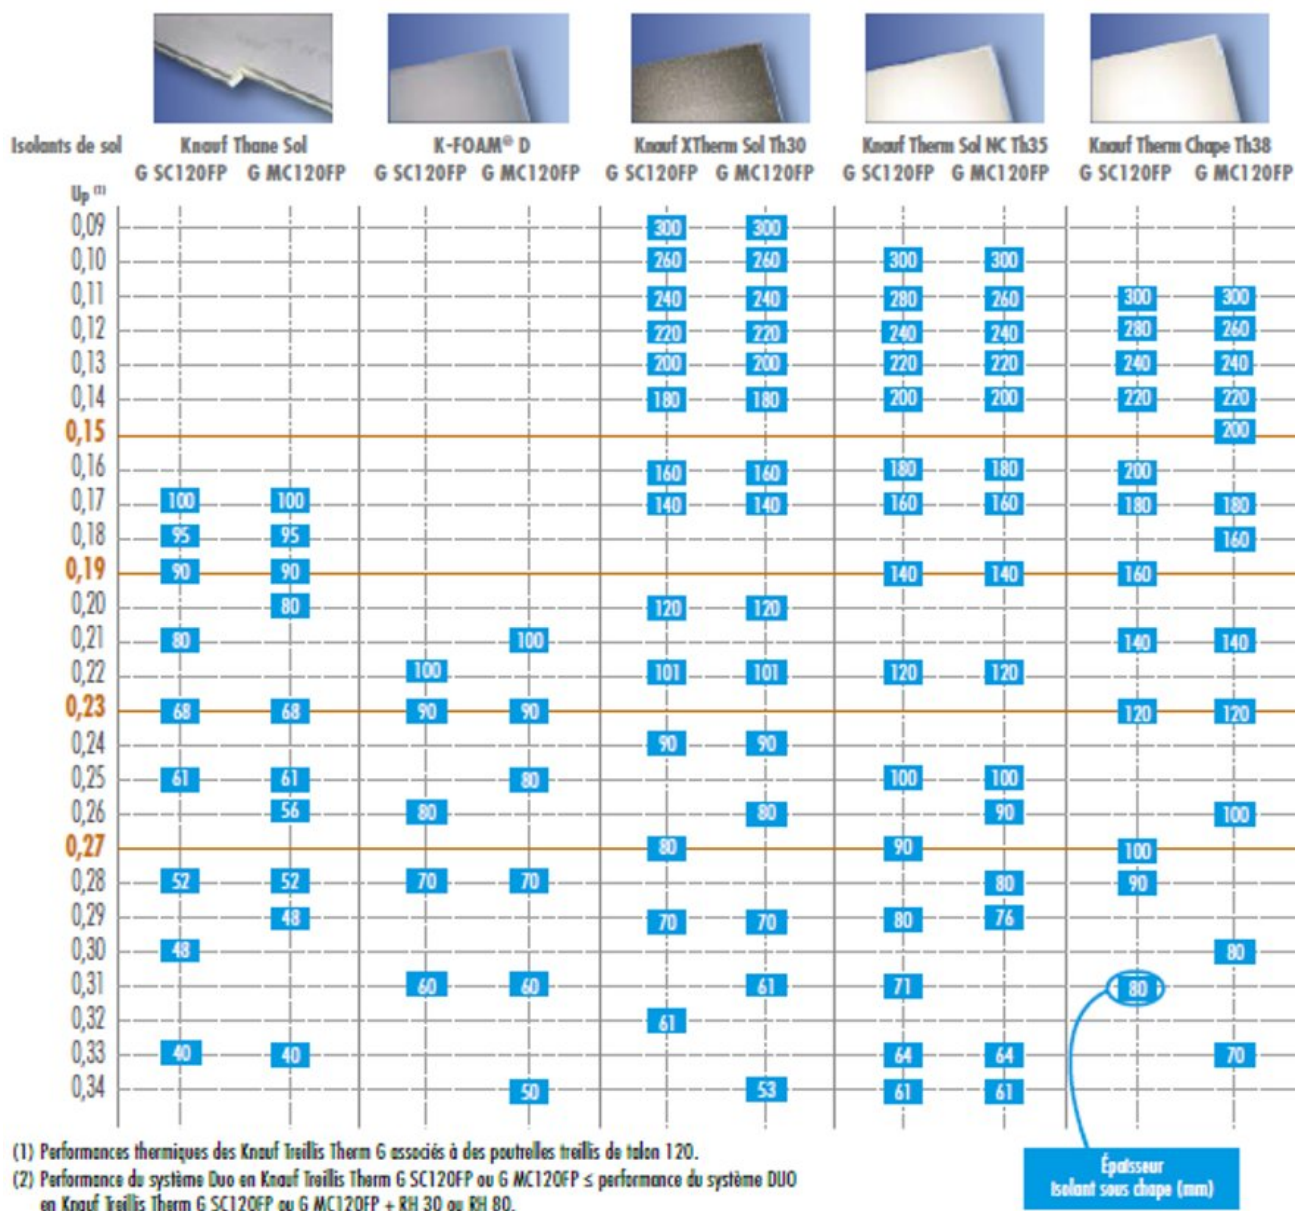 Isolants de sol Knauf Thane Sol K-FOAM® D Knauf XTherm Sol Th30 Knauf Therm Sol NC Th35 Knauf Therm Chape Th38
G SC120FP G MC120FP G SC120FP G MC120FP G SC120FP G MC120FP G SC120FP G MC120FP G SC120FP G MC120FP
Up (1)
0,09 300 300
0,10 260 260 300 300
0,11 240 240 280 260 300 300
0,12 220 220 240 240 280 260
0,13 200 200 220 220 240 240
0,14 180 180 200 200 220 220
0,15 200
0,16 160 160 180 180 200
0,17 100 100 140 140 160 160 180 180
0,18 95 95 160
0,19 90 90 140 140 160
0,20 80 120 120
0,21 80 100 140 140
0,22 100 101 101 120 120
0,23 68 68 90 90 120 120
0,24 90 90
0,25 61 61 80 100 100
0,26 56 80 80 90 100
0,27 80 90 100
0,28 52 52 70 70 80 90
0,29 48 70 70 80 76
0,30 48 80
0,31 60 60 61 71 80
0,32 61
0,33 40 40 64 64 70
0,34 50 53 61 61
(1) Performances thermiques des Knauf Treillis Therm G associés à des poutrelles treillis de talon 120.
(2) Performance du système Duo en Knauf Treillis Therm G SC120FP ou G MC120FP ≤ performance du système DUO
en Knauf Treillis Therm G SC120FP ou G MC120FP + RH 30 ou RH 80.
Épaisseur
Isolant sous chape (mm)